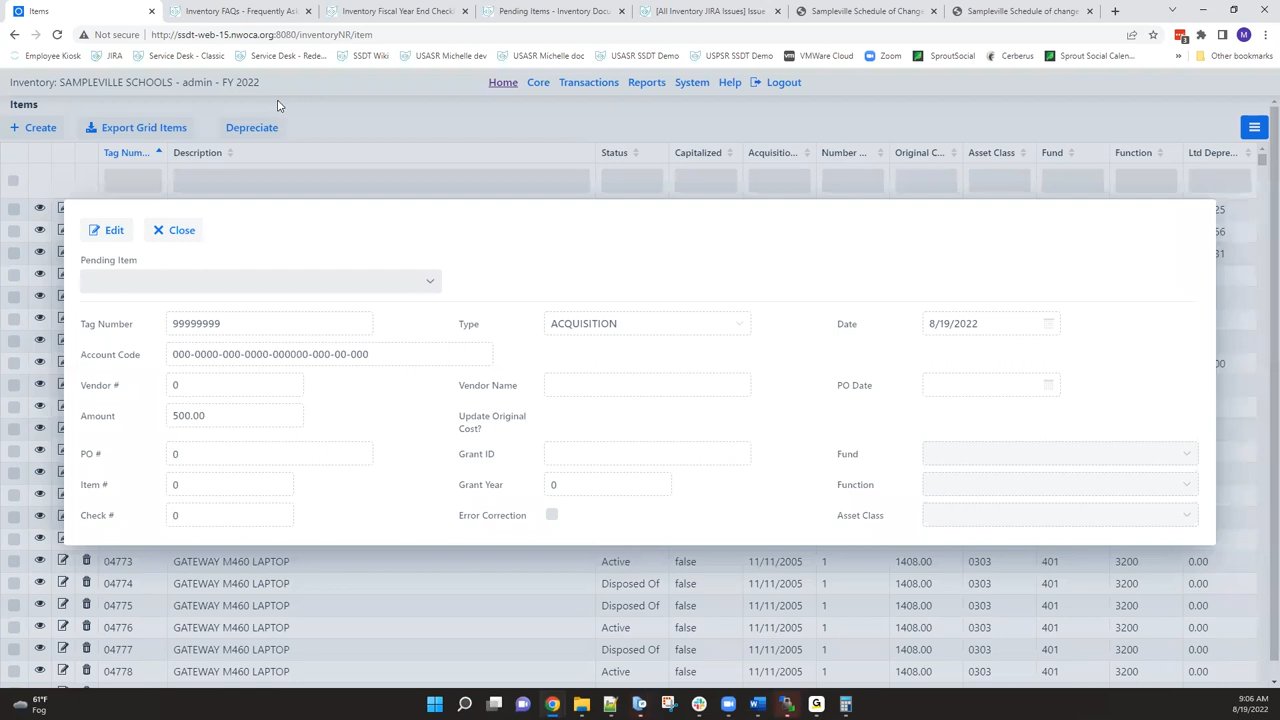 Items
Inventory FAQs - Frequently Ask
Inventory Fiscal Year End Checkli
Pending Items - Inventory Docu
[All Inventory JIRA Issues] Issue
Sampleville Schedule of Change
Sampleville Schedule of change
Not secure
http://ssdt-web-15.nwoca.org:8080/inventoryNR/item
Employee Kiosk
JIRA
Service Desk - Classic
Service Desk - Rede...
SSDT Wiki
USASR Michelle dev
USASR Michelle doc
USASR SSDT Demo
USPSR SSDT Demo
VMWare Cloud
Zoom
SproutSocial
Cerberus
Sprout Social Calen...
Other bookmarks
Inventory: SAMPLEVILLE SCHOOLS - admin - FY 2022
Home Core Transactions Reports System Help Logout
Items
+ Create Export Grid Items Depreciate
Tag Num... Description Status Capitalized Acquisitio... Number ... Original C... Asset Class Fund Function Ltd Depre...
25
56
31
00
Edit Close
Pending Item
Tag Number 99999999 Type ACQUISITION Date 8/19/2022
Account Code 000-0000-000-0000-000000-000-00-000
Vendor # 0 Vendor Name PO Date
Amount 500.00 Update Original
Cost?
PO # 0 Grant ID Fund
Item # 0 Grant Year 0 Function
Check # 0 Error Correction Asset Class
04773 GATEWAY M460 LAPTOP Active false 11/11/2005 1 1408.00 0303 401 3200 0.00
04774 GATEWAY M460 LAPTOP Disposed Of false 11/11/2005 1 1408.00 0303 401 3200 0.00
04775 GATEWAY M460 LAPTOP Disposed Of false 11/11/2005 1 1408.00 0303 401 3200 0.00
04776 GATEWAY M460 LAPTOP Active false 11/11/2005 1 1408.00 0303 401 3200 0.00
04777 GATEWAY M460 LAPTOP Disposed Of false 11/11/2005 1 1408.00 0303 401 3200 0.00
04778 GATEWAY M460 LAPTOP Active false 11/11/2005 1 1408.00 0303 401 3200 0.00
61°F
Fog
9:06 AM
8/19/2022